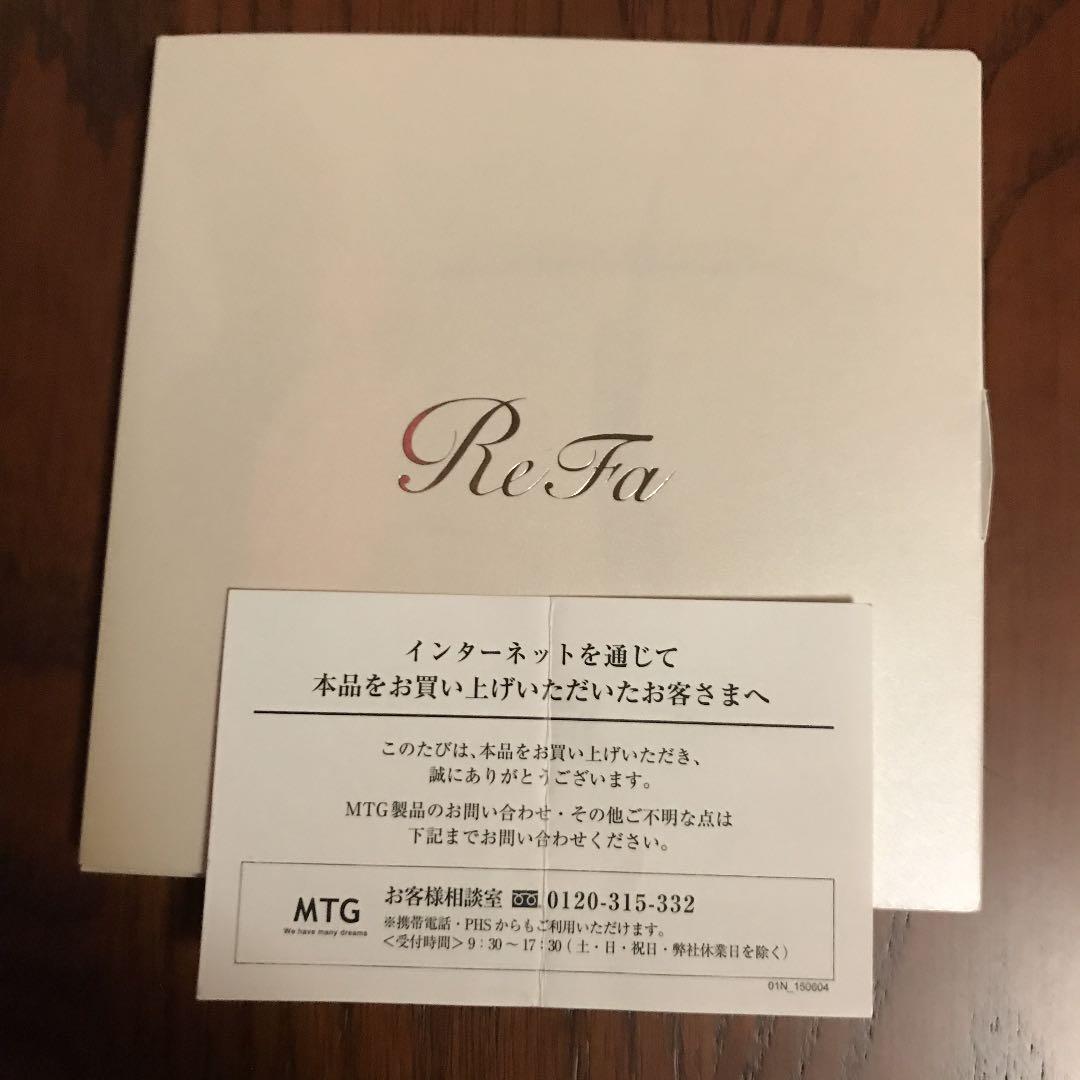 ReFa
インターネットを通じて
本品をお買い上げいただいたお客さまへ
このたびは、本品をお買い上げいただき、
誠にありがとうございます。
MTG製品のお問い合わせ・その他ご不明な点は
下記までお問い合わせください。
MTG
We have many dreams
お客様相談室 0120-315-332
※携帯電話・PHSからもご利用いただけます。
＜受付時間＞9：30～17：30（土・日・祝日・弊社休業日を除く）
01N_150604